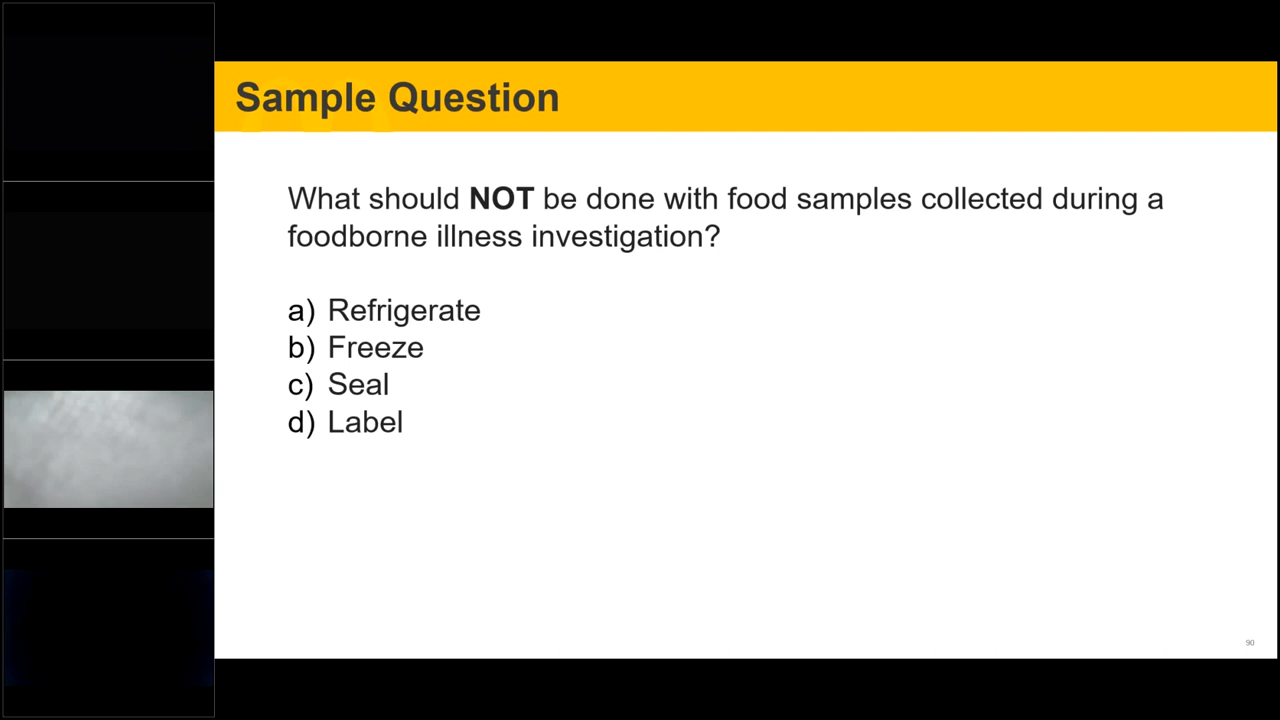 Sample Question
What should NOT be done with food samples collected during a
foodborne illness investigation?
a) Refrigerate
b) Freeze
c) Seal
d) Label
90